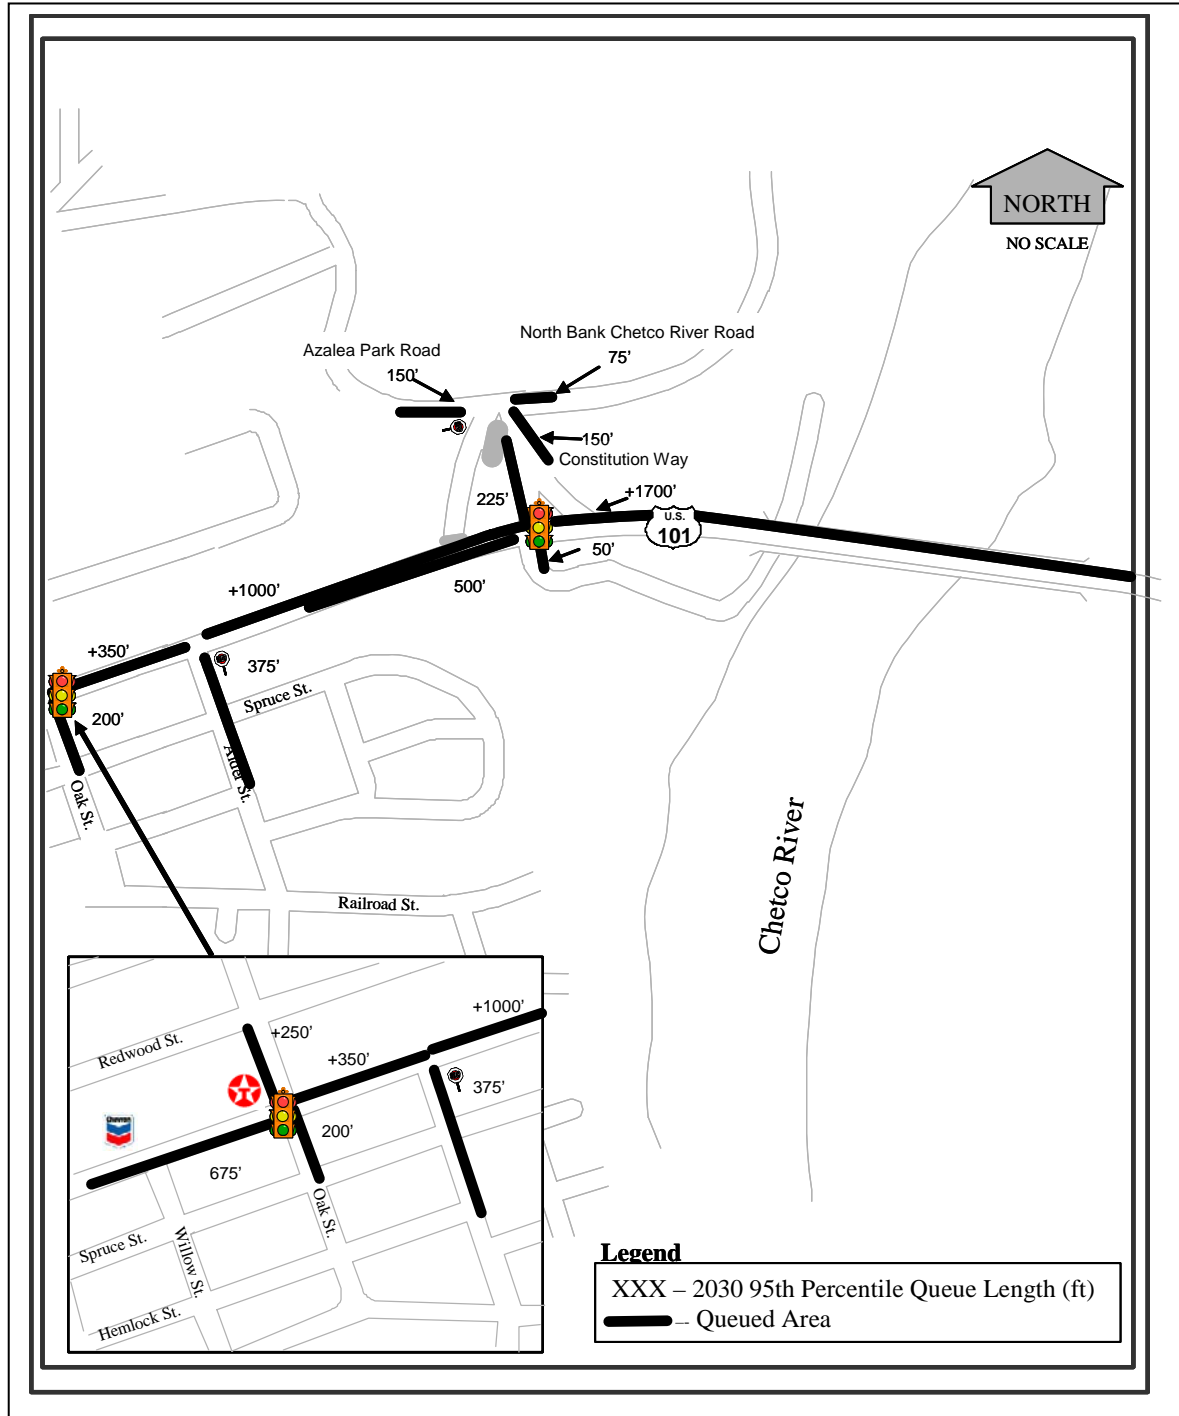 NORTH
NO SCALE
North Bank Chetco River Road
75’
Azalea Park Road
150’
150’
Constitution Way
225’
+1700’
U.S.
101
50’
+1000’
500’
+350’
375’
200’
Spruce St.
Alder St.
Oak St.
Chetco River
Railroad St.
+1000’
+250’
Redwood St.
+350’
375’
Chevron
200’
675’
Oak St.
Spruce St.
Willow St.
Hemlock St.
Legend
XXX – 2030 95th Percentile Queue Length (ft)
-- Queued Area